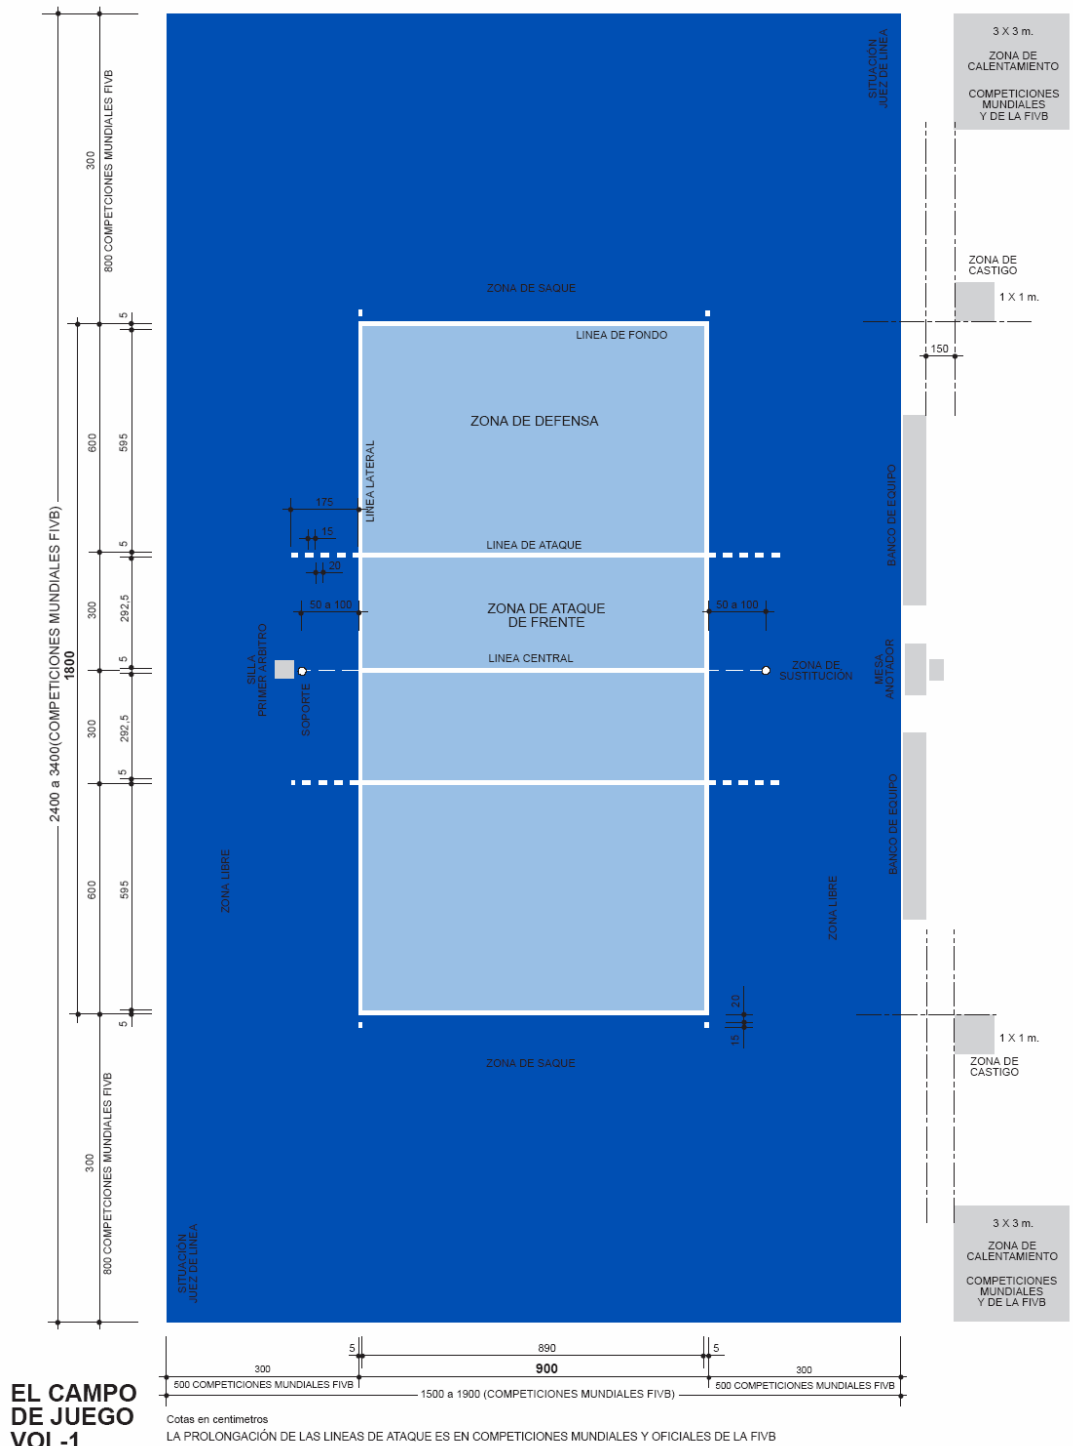 3 X 3 m.
ZONA DE
CALENTAMIENTO
COMPETICIONES
MUNDIALES
Y DE LA FIVB
SITUACIÓN
JUEZ DE LINEA
300
800 COMPETCIONES MUNDIALES FIVB
ZONA DE
CASTIGO
1 X 1 m.
ZONA DE SAQUE
5
LINEA DE FONDO
150
ZONA DE DEFENSA
600
595
LINEA LATERAL
BANCO DE EQUIPO
175
15
5
LINEA DE ATAQUE
20
2400 a 3400(COMPETICIONES MUNDIALES FIVB)
1800
300
292,5
50 a 100
ZONA DE ATAQUE
DE FRENTE
50 a 100
5
LINEA CENTRAL
SILLA
PRIMER ARBITRO
SOPORTE
ZONA DE
SUSTITUCIÓN
MESA
ANOTADOR
300
292,5
5
BANCO DE EQUIPO
600
595
ZONA LIBRE
ZONA LIBRE
5
20
15
1 X 1 m.
ZONA DE
CASTIGO
ZONA DE SAQUE
300
800 COMPETCIONES MUNDIALES FIVB
SITUACIÓN
JUEZ DE LINEA
3 X 3 m.
ZONA DE
CALENTAMIENTO
COMPETICIONES
MUNDIALES
Y DE LA FIVB
5
890
5
300
900
300
500 COMPETICIONES MUNDIALES FIVB
500 COMPETICIONES MUNDIALES FIVB
1500 a 1900 (COMPETICIONES MUNDIALES FIVB)
EL CAMPO
DE JUEGO
VOL-1
Cotas en centimetros
LA PROLONGACIÓN DE LAS LINEAS DE ATAQUE ES EN COMPETICIONES MUNDIALES Y OFICIALES DE LA FIVB